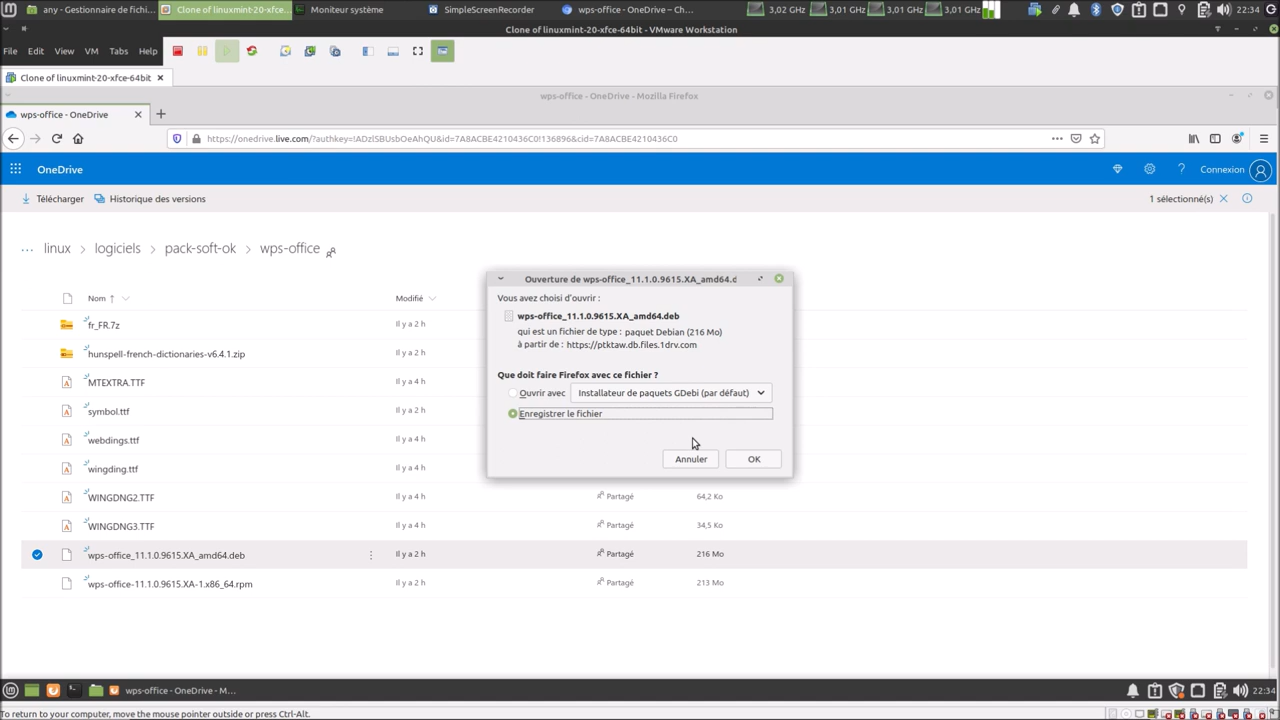 any - Gestionnaire de fichi... Clone of linuxmint-20-xfce... Moniteur système SimpleScreenRecorder wps-office - OneDrive – Ch... 3,02 GHz 3,01 GHz 3,01 GHz 3,01 GHz 22:34
Clone of linuxmint-20-xfce-64bit - VMware Workstation
File Edit View VM Tabs Help
Clone of linuxmint-20-xfce-64bit
wps-office - OneDrive - Mozilla Firefox
wps-office - OneDrive
https://onedrive.live.com/?authkey=!ADzlSBUsbOeAhQU&id=7A8ACBE4210436C0!136896&cid=7A8ACBE4210436C0
OneDrive Connexion
Télécharger Historique des versions 1 sélectionné(s)
... linux > logiciels > pack-soft-ok > wps-office
Nom Modifié
fr_FR.7z Il y a 2 h
hunspell-french-dictionaries-v6.4.1.zip Il y a 2 h
MTEXTRA.TTF Il y a 4 h
symbol.ttf Il y a 4 h
webdings.ttf Il y a 4 h
wingding.ttf Il y a 4 h
WINGDNG2.TTF Il y a 4 h Partagé 64,2 Ko
WINGDNG3.TTF Il y a 4 h Partagé 34,5 Ko
wps-office_11.1.0.9615.XA_amd64.deb Il y a 2 h Partagé 216 Mo
wps-office-11.1.0.9615.XA-1.x86_64.rpm Il y a 2 h Partagé 213 Mo
Ouverture de wps-office_11.1.0.9615.XA_amd64.d
Vous avez choisi d'ouvrir :
wps-office_11.1.0.9615.XA_amd64.deb
qui est un fichier de type : paquet Debian (216 Mo)
à partir de : https://ptktaw.db.files.1drv.com
Que doit faire Firefox avec ce fichier ?
Ouvrir avec Installateur de paquets GDebi (par défaut)
Enregistrer le fichier
Annuler OK
wps-office - OneDrive - M... 22:34
To return to your computer, move the mouse pointer outside or press Ctrl-Alt.